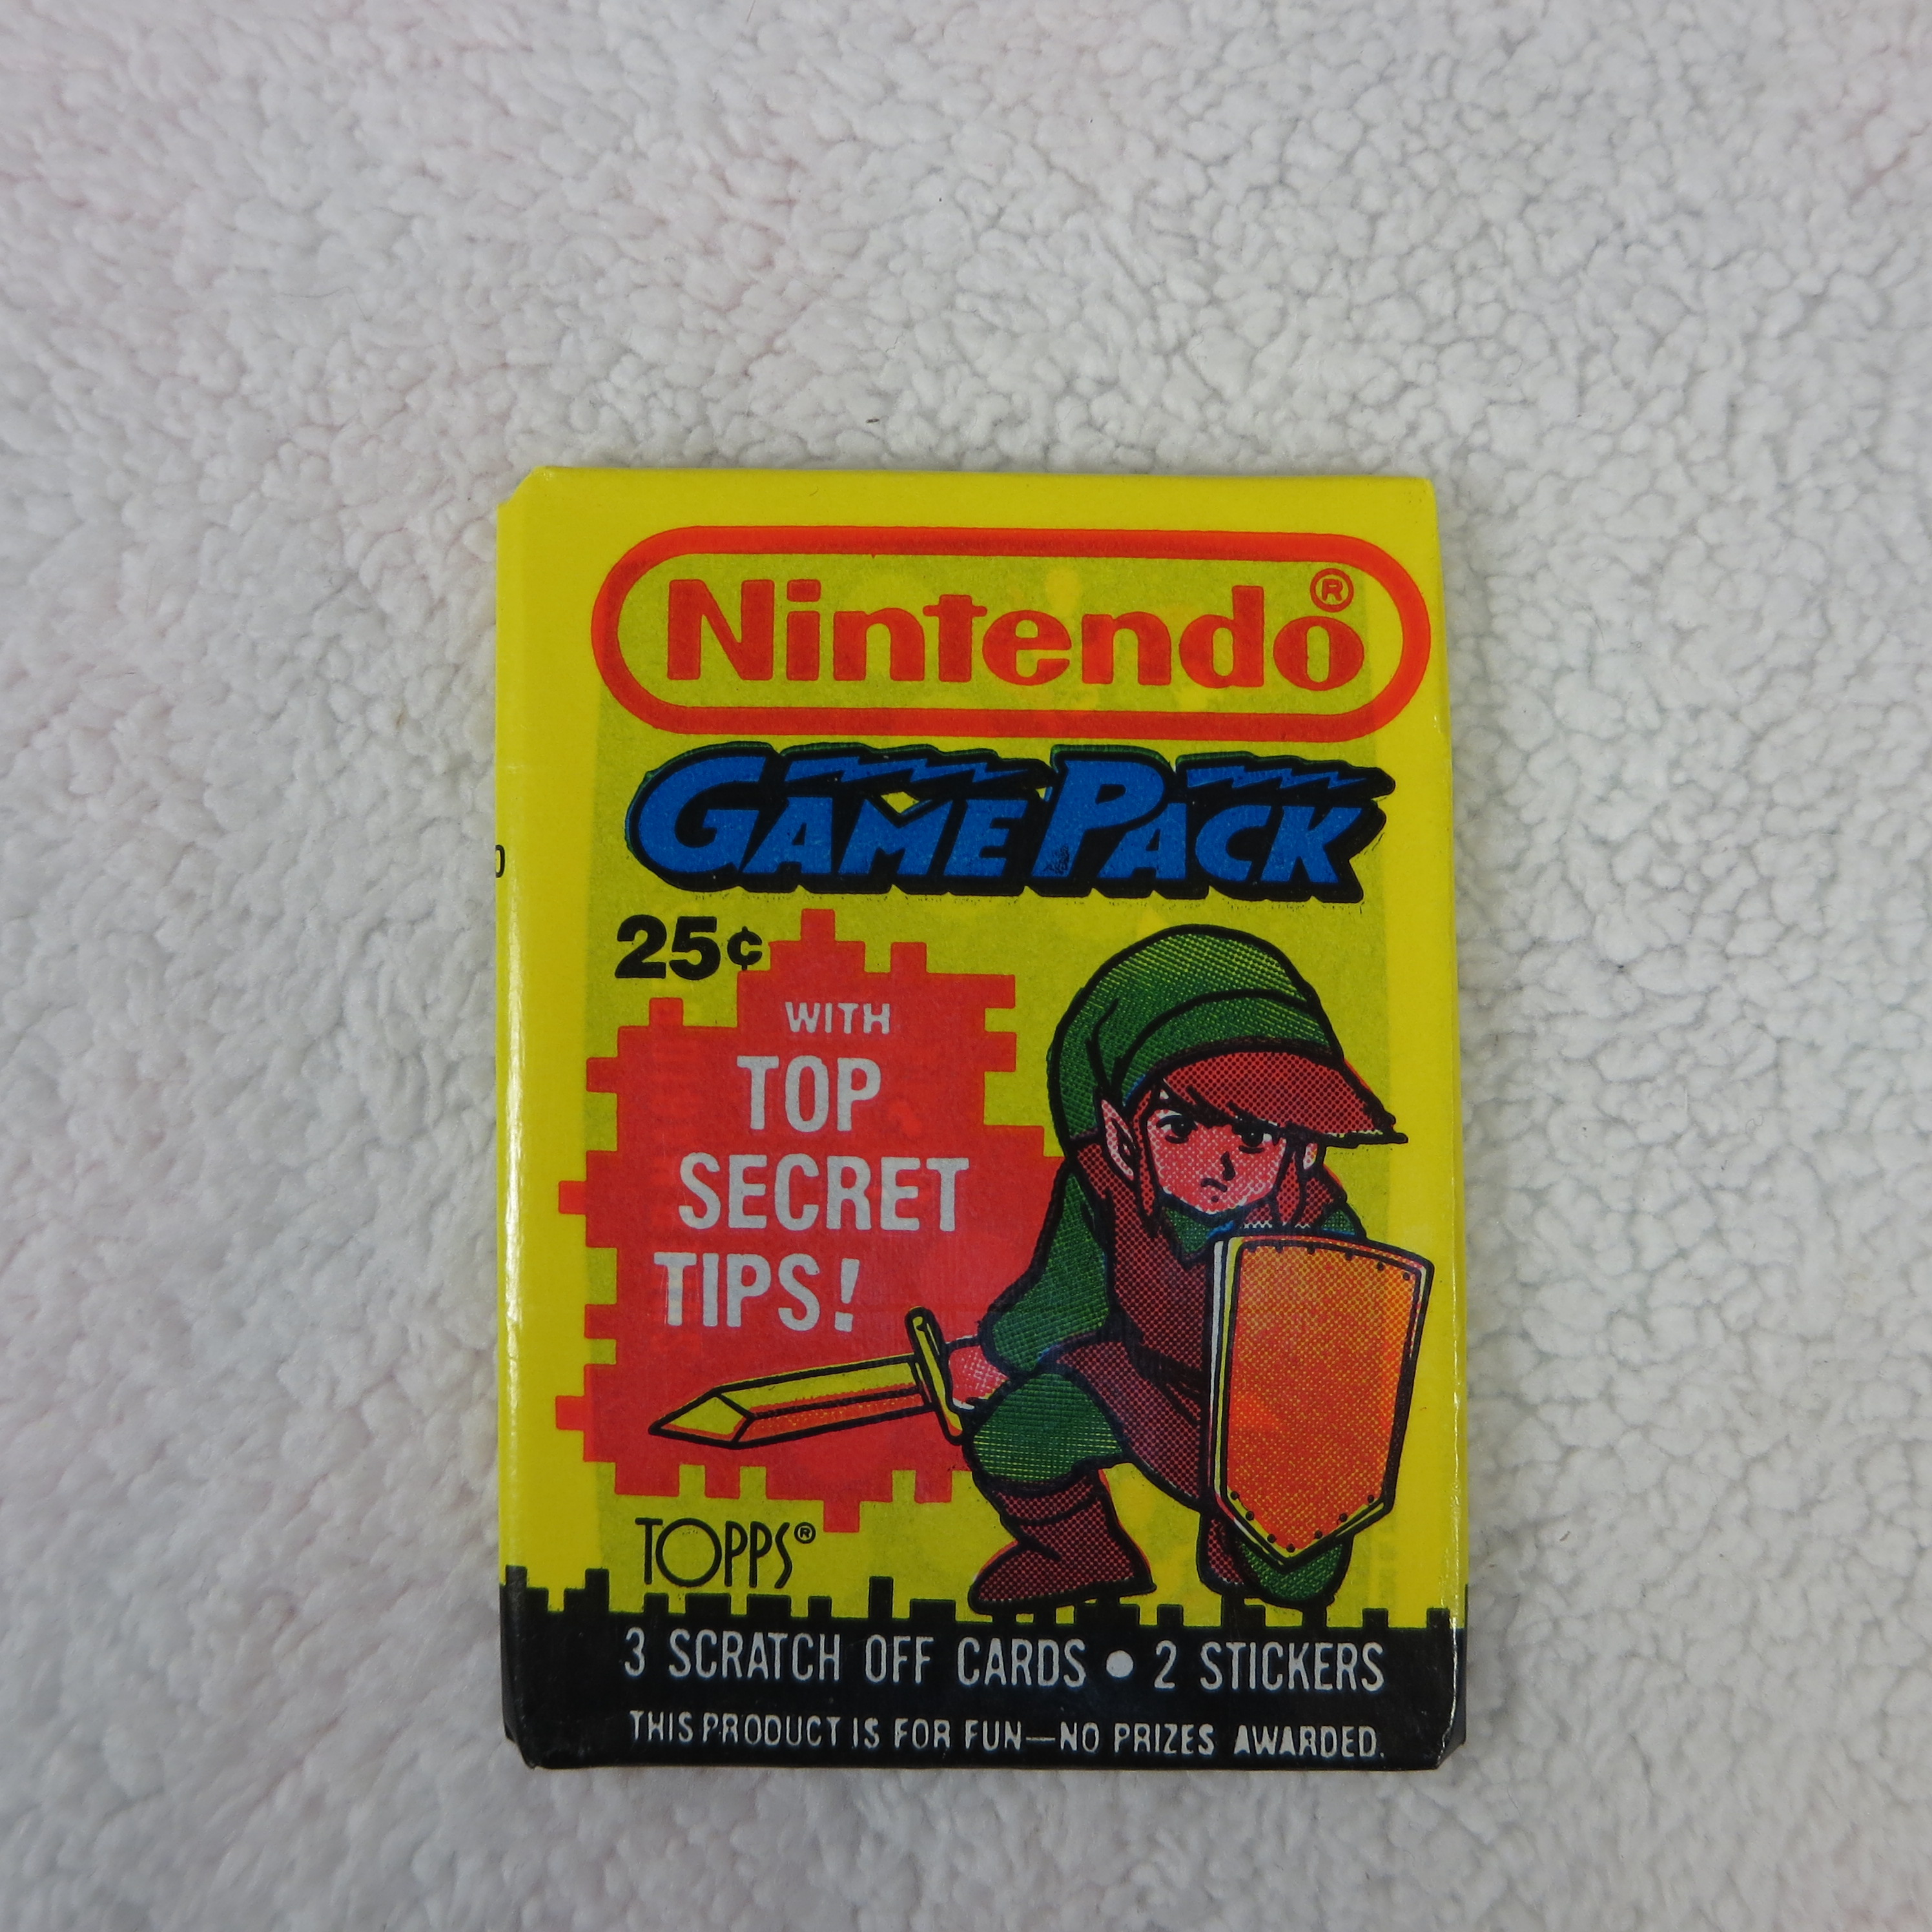 Nintendo®
GAME PACK
25¢
WITH
TOP
SECRET
TIPS!
TOPPS®
3 SCRATCH OFF CARDS • 2 STICKERS
THIS PRODUCT IS FOR FUN—NO PRIZES AWARDED.